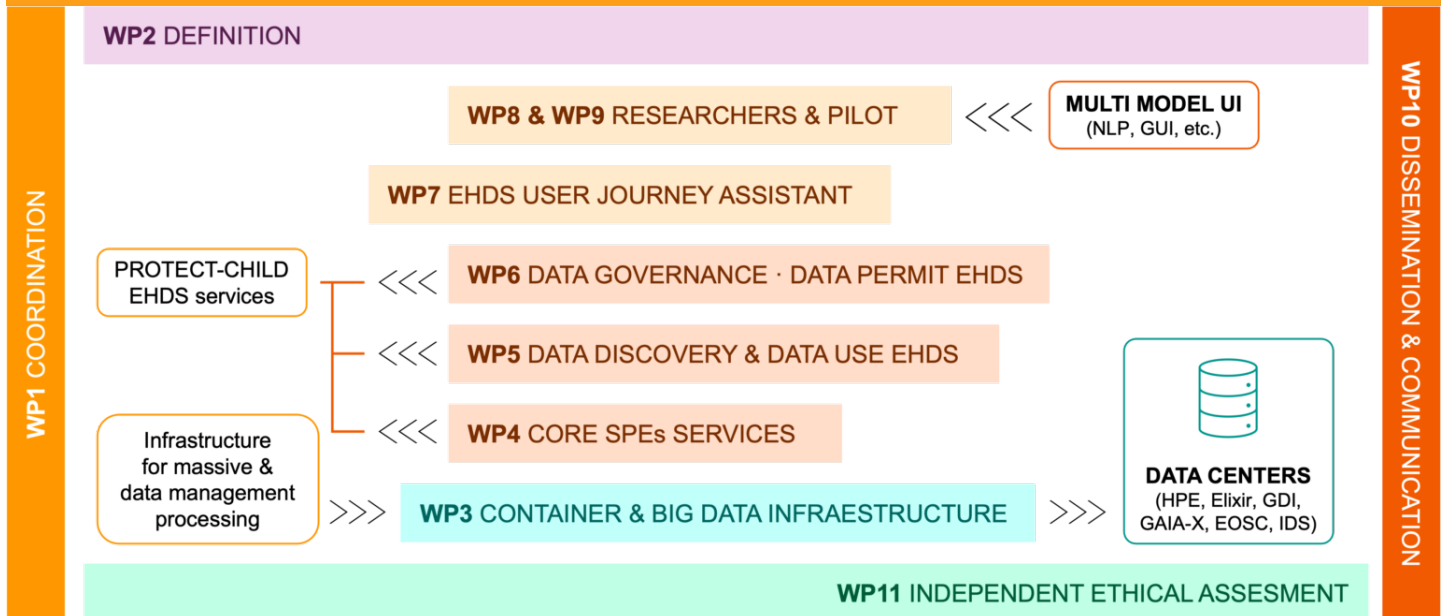 WP2 DEFINITION
WP1 COORDINATION
WP10 DISSEMINATION & COMMUNICATION
WP8 & WP9 RESEARCHERS & PILOT
MULTI MODEL UI
(NLP, GUI, etc.)
WP7 EHDS USER JOURNEY ASSISTANT
PROTECT-CHILD
EHDS services
WP6 DATA GOVERNANCE · DATA PERMIT EHDS
WP5 DATA DISCOVERY & DATA USE EHDS
WP4 CORE SPEs SERVICES
Infrastructure
for massive &
data management
processing
WP3 CONTAINER & BIG DATA INFRAESTRUCTURE
DATA CENTERS
(HPE, Elixir, GDI,
GAIA-X, EOSC, IDS)
WP11 INDEPENDENT ETHICAL ASSESMENT